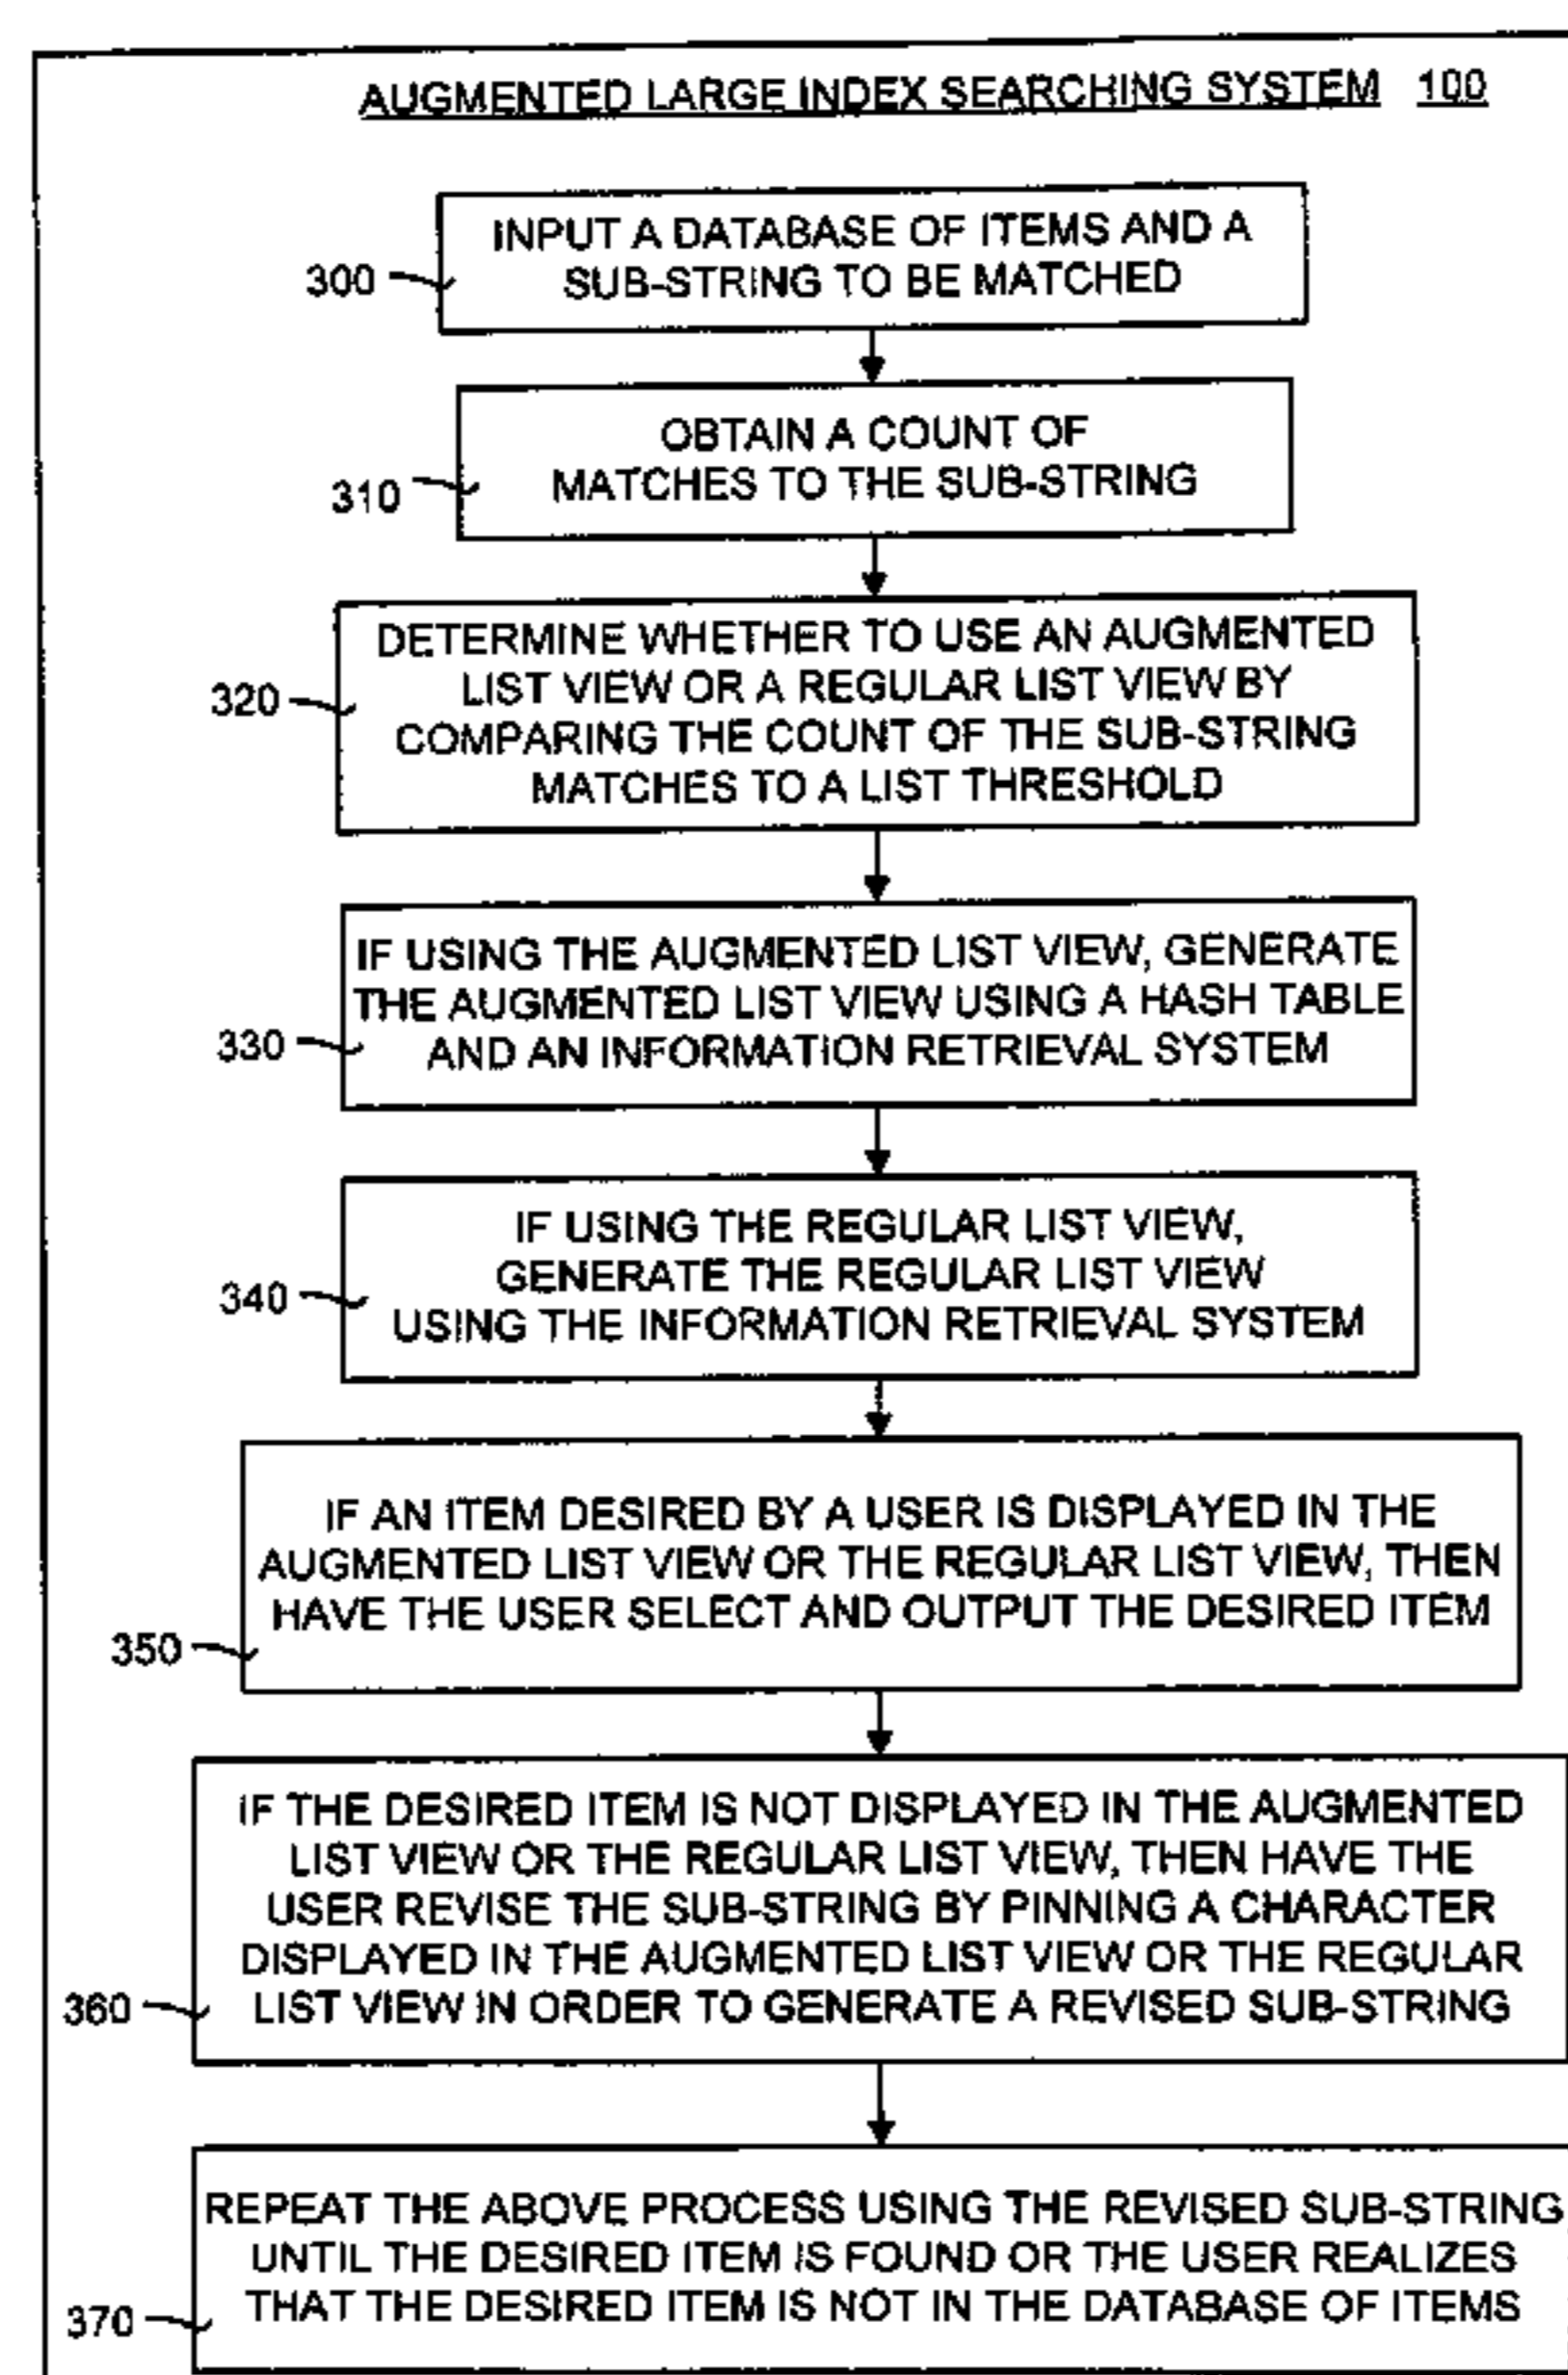 AUGMENTED LARGE INDEX SEARCHING SYSTEM 100
INPUT A DATABASE OF ITEMS AND A
SUB-STRING TO BE MATCHED
300
OBTAIN A COUNT OF
MATCHES TO THE SUB-STRING
310
DETERMINE WHETHER TO USE AN AUGMENTED
LIST VIEW OR A REGULAR LIST VIEW BY
COMPARING THE COUNT OF THE SUB-STRING
MATCHES TO A LIST THRESHOLD
320
IF USING THE AUGMENTED LIST VIEW, GENERATE
THE AUGMENTED LIST VIEW USING A HASH TABLE
AND AN INFORMATION RETRIEVAL SYSTEM
330
IF USING THE REGULAR LIST VIEW,
GENERATE THE REGULAR LIST VIEW
USING THE INFORMATION RETRIEVAL SYSTEM
340
IF AN ITEM DESIRED BY A USER IS DISPLAYED IN THE
AUGMENTED LIST VIEW OR THE REGULAR LIST VIEW, THEN
HAVE THE USER SELECT AND OUTPUT THE DESIRED ITEM
350
IF THE DESIRED ITEM IS NOT DISPLAYED IN THE AUGMENTED
LIST VIEW OR THE REGULAR LIST VIEW, THEN HAVE THE
USER REVISE THE SUB-STRING BY PINNING A CHARACTER
DISPLAYED IN THE AUGMENTED LIST VIEW OR THE REGULAR
LIST VIEW IN ORDER TO GENERATE A REVISED SUB-STRING
360
REPEAT THE ABOVE PROCESS USING THE REVISED SUB-STRING
UNTIL THE DESIRED ITEM IS FOUND OR THE USER REALIZES
THAT THE DESIRED ITEM IS NOT IN THE DATABASE OF ITEMS
370